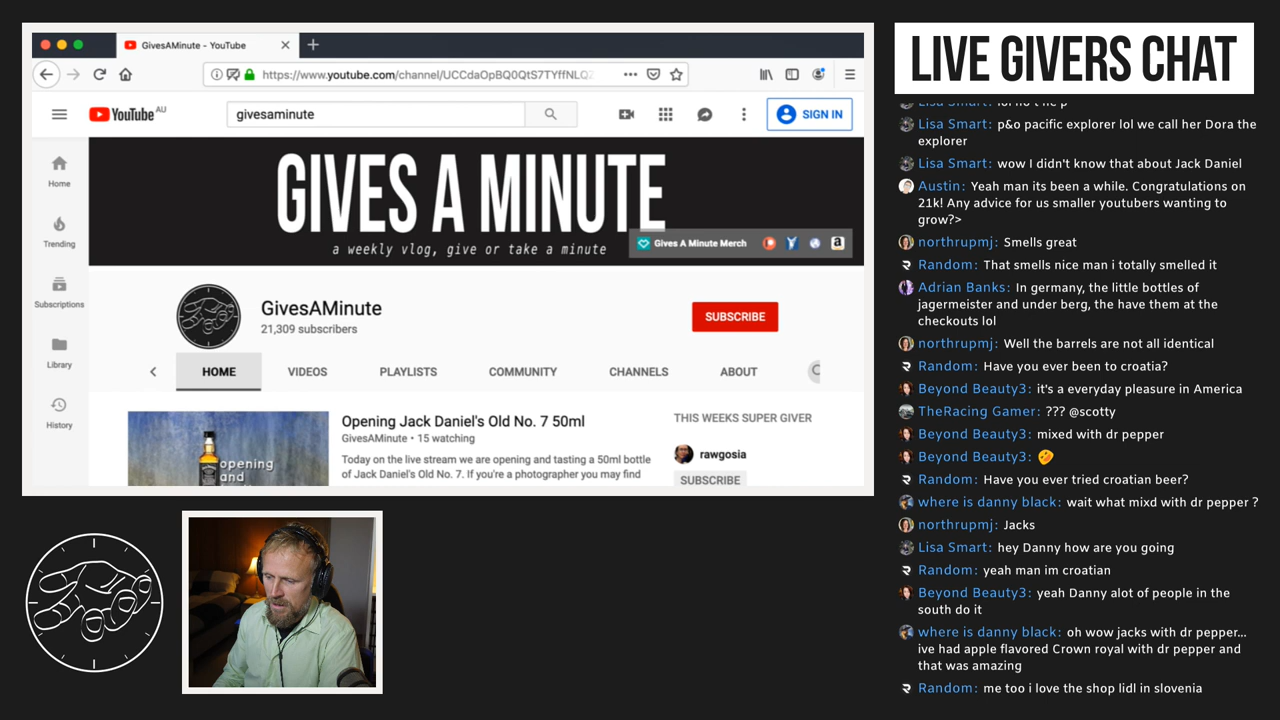 GivesAMinute - YouTube
https://www.youtube.com/channel/UCCdaOpBQ0QtS7TYffNLQZ
YouTube AU
givesaminute
SIGN IN
Home
Trending
Subscriptions
Library
History
GIVES A MINUTE
a weekly vlog, give or take a minute
Gives A Minute Merch
GivesAMinute
21,309 subscribers
SUBSCRIBE
HOME VIDEOS PLAYLISTS COMMUNITY CHANNELS ABOUT
opening
and
Opening Jack Daniel's Old No. 7 50ml
GivesAMinute • 15 watching
Today on the live stream we are opening and tasting a 50ml bottle
of Jack Daniel's Old No. 7. If you're a photographer you may find
THIS WEEKS SUPER GIVER
rawgosia
SUBSCRIBE
LIVE GIVERS CHAT
Lisa Smart:
Lisa Smart: p&o pacific explorer lol we call her Dora the
explorer
Lisa Smart: wow I didn't know that about Jack Daniel
Austin: Yeah man its been a while. Congratulations on
21k! Any advice for us smaller youtubers wanting to
grow?>
northrupmj: Smells great
Random: That smells nice man i totally smelled it
Adrian Banks: In germany, the little bottles of
jagermeister and under berg, the have them at the
checkouts lol
northrupmj: Well the barrels are not all identical
Random: Have you ever been to croatia?
Beyond Beauty3: it's a everyday pleasure in America
TheRacing Gamer: ??? @scotty
Beyond Beauty3: mixed with dr pepper
Beyond Beauty3: 🤣
Random: Have you ever tried croatian beer?
where is danny black: wait what mixd with dr pepper ?
northrupmj: Jacks
Lisa Smart: hey Danny how are you going
Random: yeah man im croatian
Beyond Beauty3: yeah Danny alot of people in the
south do it
where is danny black: oh wow jacks with dr pepper...
ive had apple flavored Crown royal with dr pepper and
that was amazing
Random: me too i love the shop lidl in slovenia